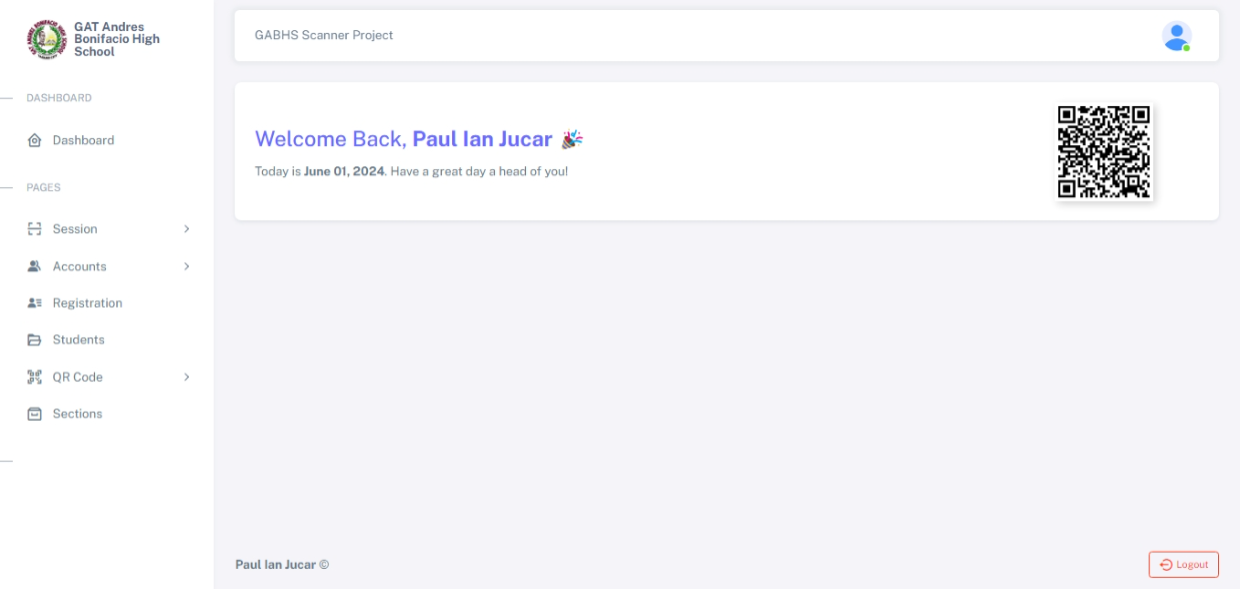 GAT Andres
Bonifacio High
School
DASHBOARD
Dashboard
PAGES
Session
Accounts
Registration
Students
QR Code
Sections
GABHS Scanner Project
Welcome Back, Paul Ian Jucar 🎉
Today is June 01, 2024. Have a great day a head of you!
Paul Ian Jucar ©
Logout